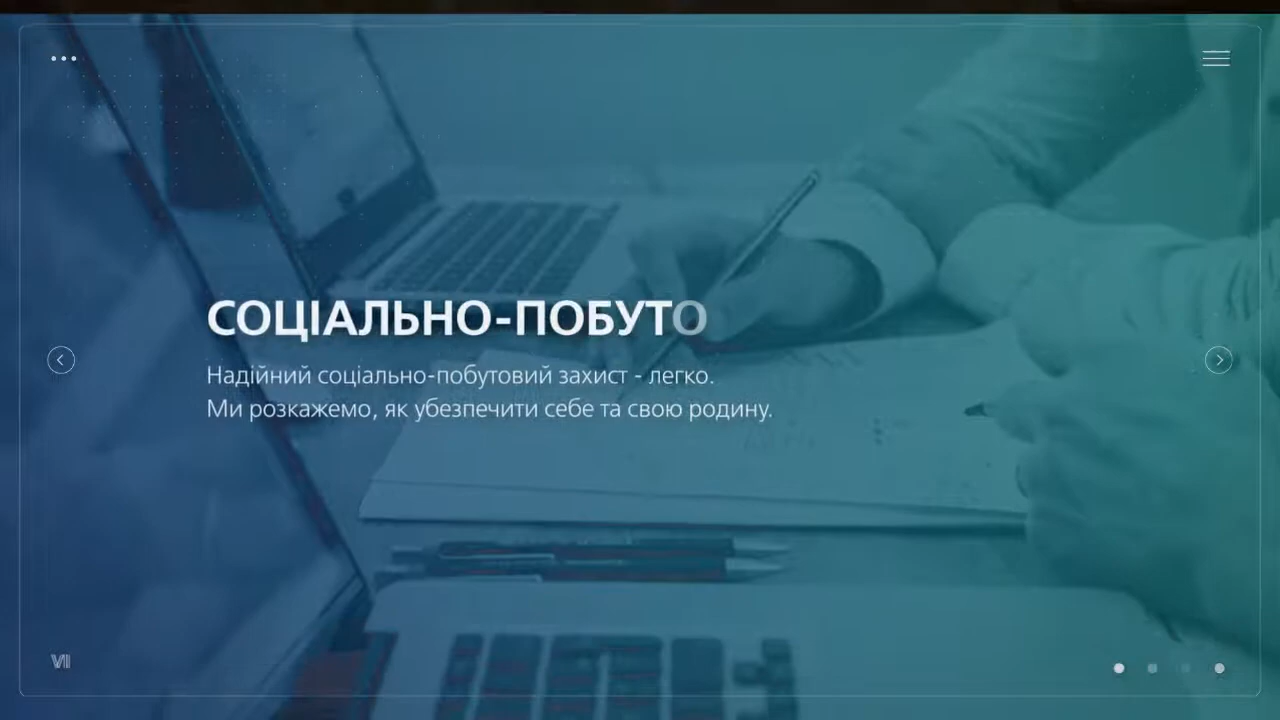 СОЦІАЛЬНО-ПОБУТО
Надійний соціально-побутовий захист - легко.
Ми розкажемо, як убезпечити себе та свою родину.
VII